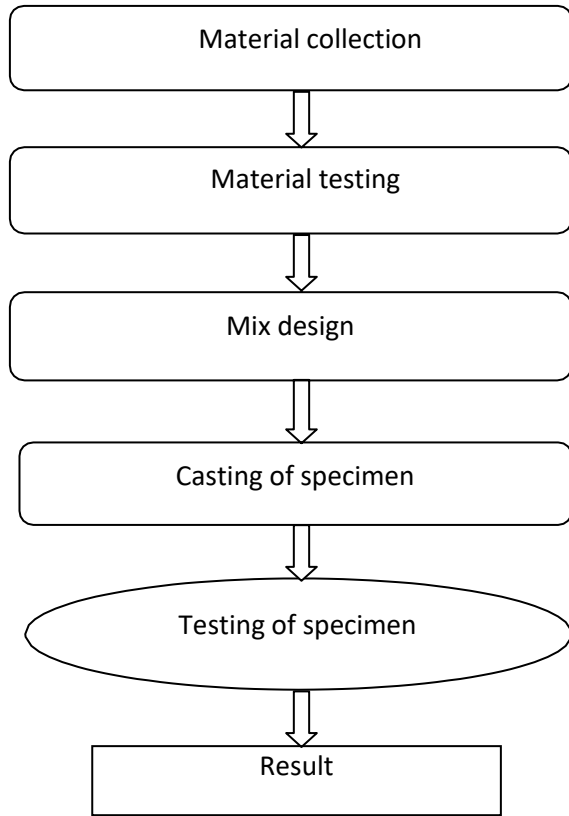 Material collection
Material testing
Mix design
Casting of specimen
Testing of specimen
Result